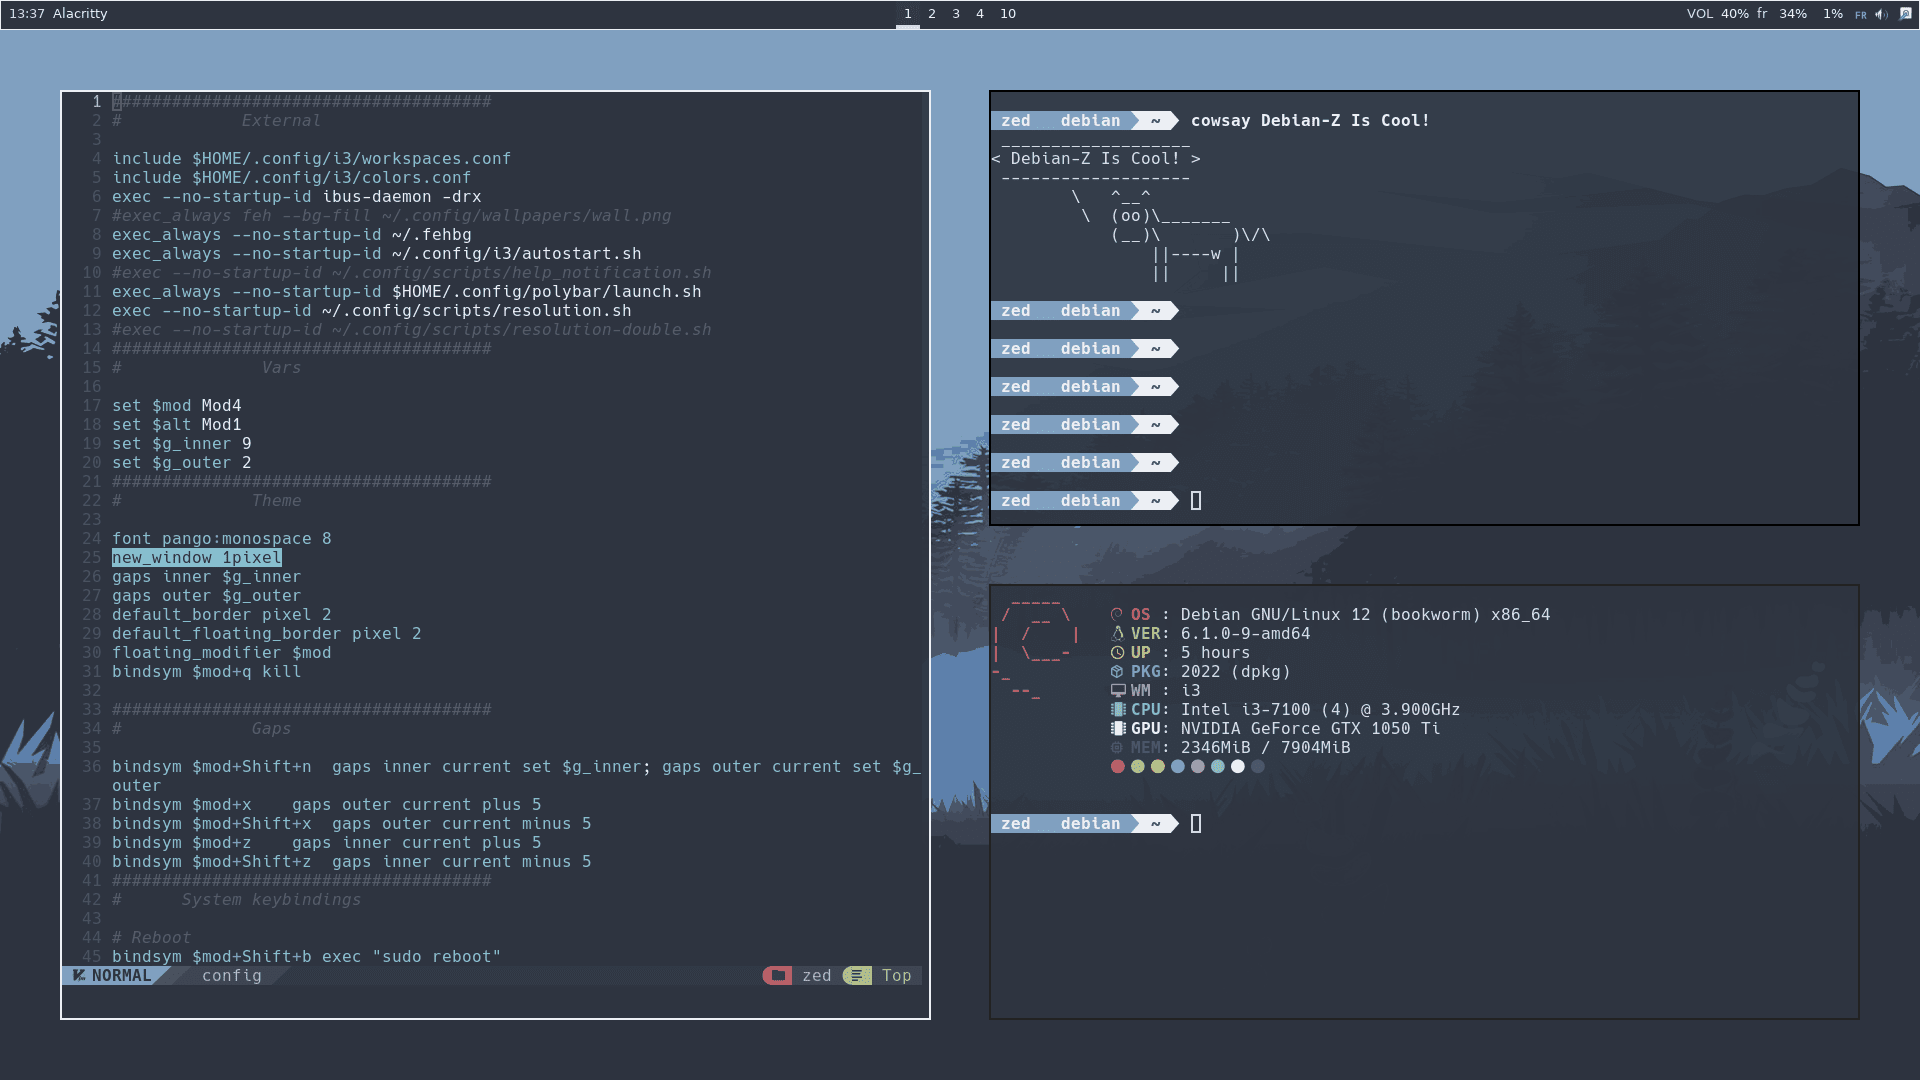 13:37 Alacritty
1 2 3 4 10
VOL 40% fr 34% 1% FR
1 ######################################
2 #            External
3
4 include $HOME/.config/i3/workspaces.conf
5 include $HOME/.config/i3/colors.conf
6 exec --no-startup-id ibus-daemon -drx
7 #exec_always feh --bg-fill ~/.config/wallpapers/wall.png
8 exec_always --no-startup-id ~/.fehbg
9 exec_always --no-startup-id ~/.config/i3/autostart.sh
10 #exec --no-startup-id ~/.config/scripts/help_notification.sh
11 exec_always --no-startup-id $HOME/.config/polybar/launch.sh
12 exec --no-startup-id ~/.config/scripts/resolution.sh
13 #exec --no-startup-id ~/.config/scripts/resolution-double.sh
14 ######################################
15 #              Vars
16
17 set $mod Mod4
18 set $alt Mod1
19 set $g_inner 9
20 set $g_outer 2
21 ######################################
22 #             Theme
23
24 font pango:monospace 8
25 new_window 1pixel
26 gaps inner $g_inner
27 gaps outer $g_outer
28 default_border pixel 2
29 default_floating_border pixel 2
30 floating_modifier $mod
31 bindsym $mod+q kill
32
33 ######################################
34 #             Gaps
35
36 bindsym $mod+Shift+n  gaps inner current set $g_inner; gaps outer current set $g_
outer
37 bindsym $mod+x    gaps outer current plus 5
38 bindsym $mod+Shift+x  gaps outer current minus 5
39 bindsym $mod+z    gaps inner current plus 5
40 bindsym $mod+Shift+z  gaps inner current minus 5
41 ######################################
42 #      System keybindings
43
44 # Reboot
45 bindsym $mod+Shift+b exec "sudo reboot"
NORMAL config zed Top
zed debian ~ cowsay Debian-Z Is Cool!
 ___________________
< Debian-Z Is Cool! >
 -------------------
        \   ^__^
         \  (oo)\_______
            (__)\       )\/\
                ||----w |
                ||     ||
zed debian ~
zed debian ~
zed debian ~
zed debian ~
zed debian ~
zed debian ~
OS : Debian GNU/Linux 12 (bookworm) x86_64
VER: 6.1.0-9-amd64
UP : 5 hours
PKG: 2022 (dpkg)
WM : i3
CPU: Intel i3-7100 (4) @ 3.900GHz
GPU: NVIDIA GeForce GTX 1050 Ti
MEM: 2346MiB / 7904MiB
zed debian ~